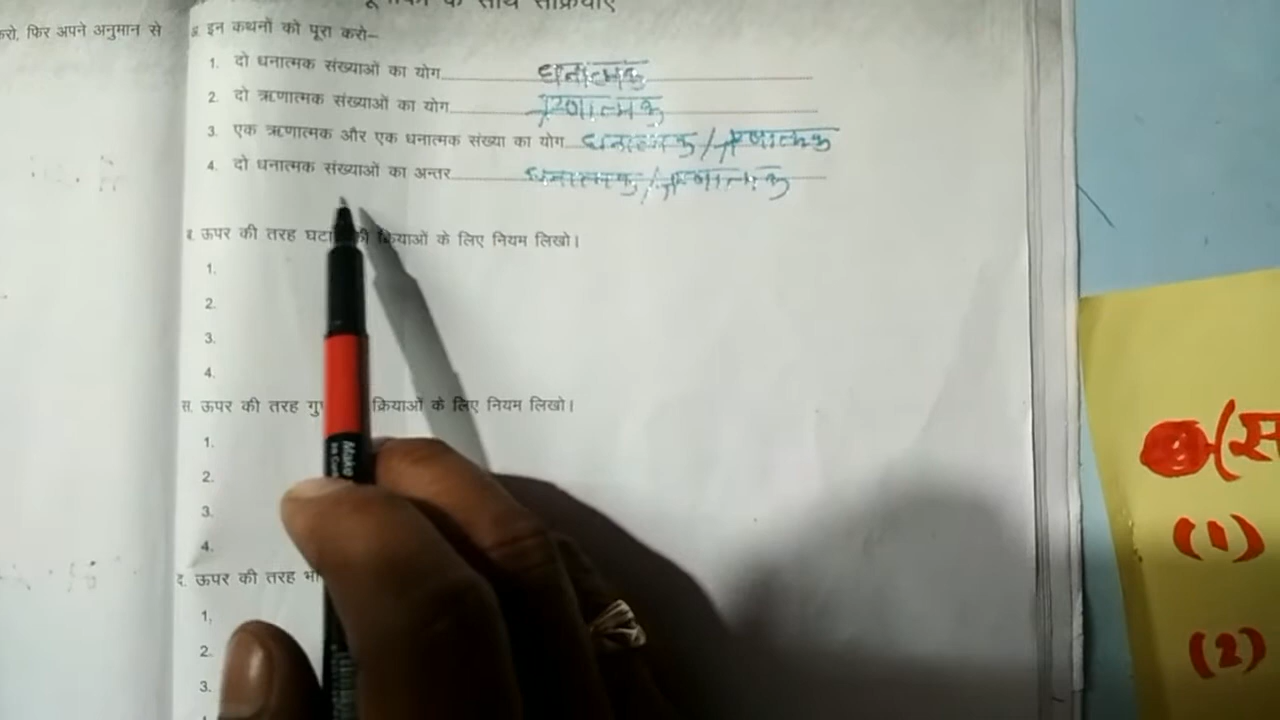 करो, फिर अपने अनुमान से
के साथ
अ. इन कथनों को पूरा करो–
1. दो धनात्मक संख्याओं का योग धनात्मक
2. दो ऋणात्मक संख्याओं का योग ऋणात्मक
3. एक ऋणात्मक और एक धनात्मक संख्या का योग धनात्मक/ऋणात्मक
4. दो धनात्मक संख्याओं का अन्तर धनात्मक/ऋणात्मक
ब. ऊपर की तरह की क्रियाओं के लिए नियम लिखो।
1.
2.
3.
4.
स. ऊपर की तरह क्रियाओं के लिए नियम लिखो।
1.
2.
3.
4.
द. ऊपर की तरह
1.
2.
3.
(1)
(2)